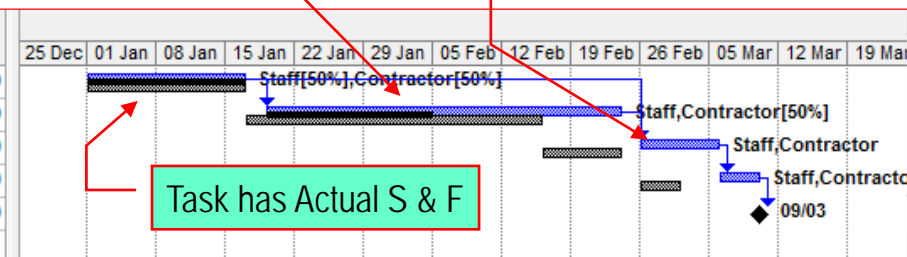 25 Dec 01 Jan 08 Jan 15 Jan 22 Jan 29 Jan 05 Feb 12 Feb 19 Feb 26 Feb 05 Mar 12 Mar 19 Mar
Staff[50%],Contractor[50%]
Staff,Contractor[50%]
Staff,Contractor
Staff,Contracto
Task has Actual S & F
09/03